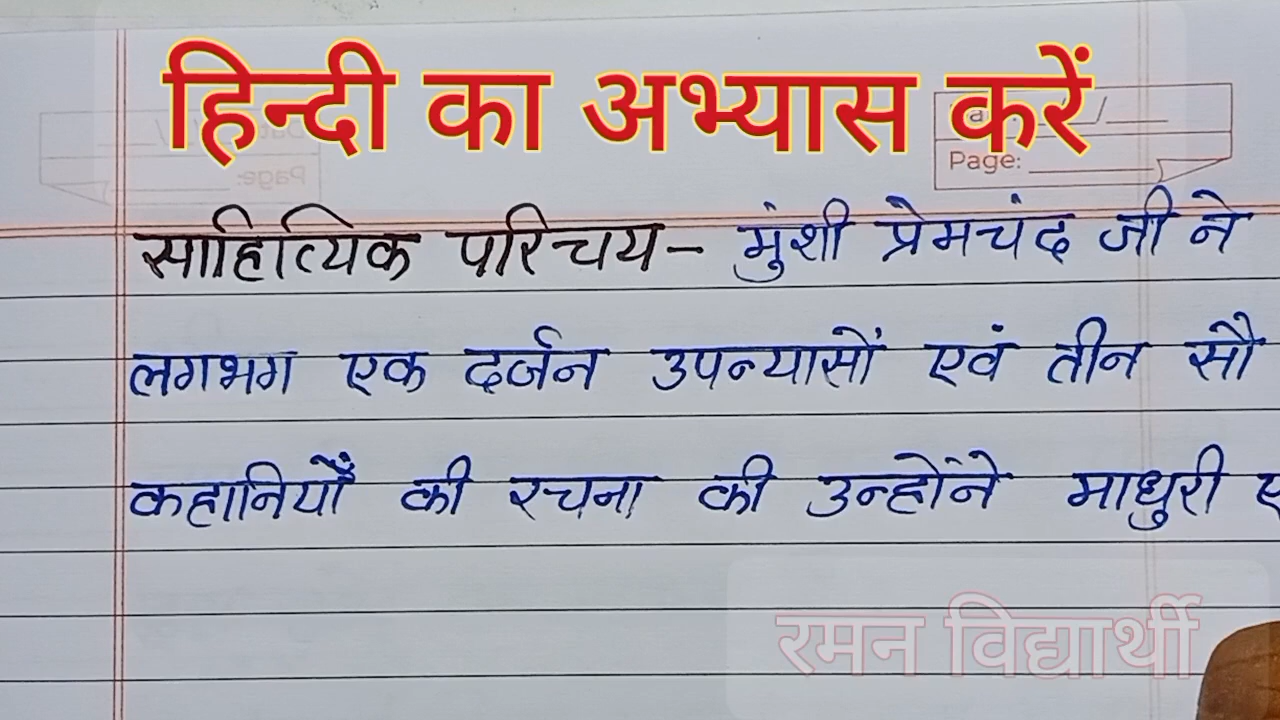 हिन्दी का अभ्यास करें
Page:
साहित्यिक परिचय- मुंशी प्रेमचंद जी ने
लगभग एक दर्जन उपन्यासों एवं तीन सौ
कहानियों की रचना की उन्होंने माधुरी
रमन विद्यार्थी